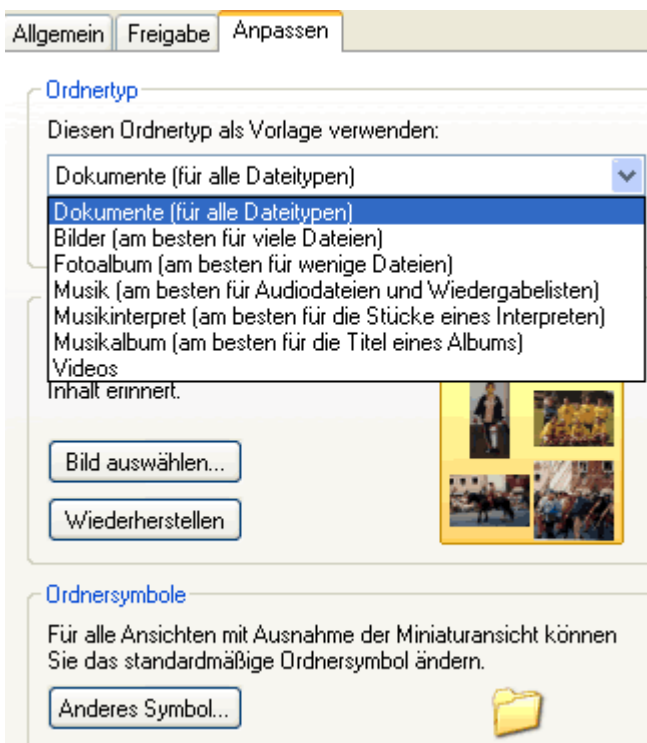 Allgemein Freigabe Anpassen
Ordnertyp
Diesen Ordnertyp als Vorlage verwenden:
Dokumente (für alle Dateitypen)
Dokumente (für alle Dateitypen)
Bilder (am besten für viele Dateien)
Fotoalbum (am besten für wenige Dateien)
Musik (am besten für Audiodateien und Wiedergabelisten)
Musikinterpret (am besten für die Stücke eines Interpreten)
Musikalbum (am besten für die Titel eines Albums)
Videos
Inhalt erinnert.
Bild auswählen...
Wiederherstellen
Ordnersymbole
Für alle Ansichten mit Ausnahme der Miniaturansicht können
Sie das standardmäßige Ordnersymbol ändern.
Anderes Symbol...